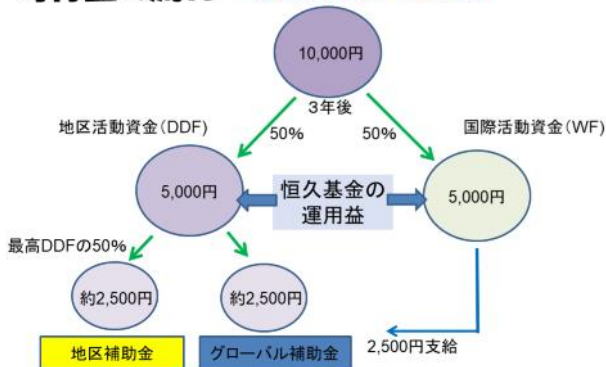 10,000円
3年後
50%
50%
地区活動資金(DDF)
国際活動資金(WF)
5,000円
恒久基金の
運用益
5,000円
最高DDFの50%
約2,500円
約2,500円
地区補助金
グローバル補助金
2,500円支給